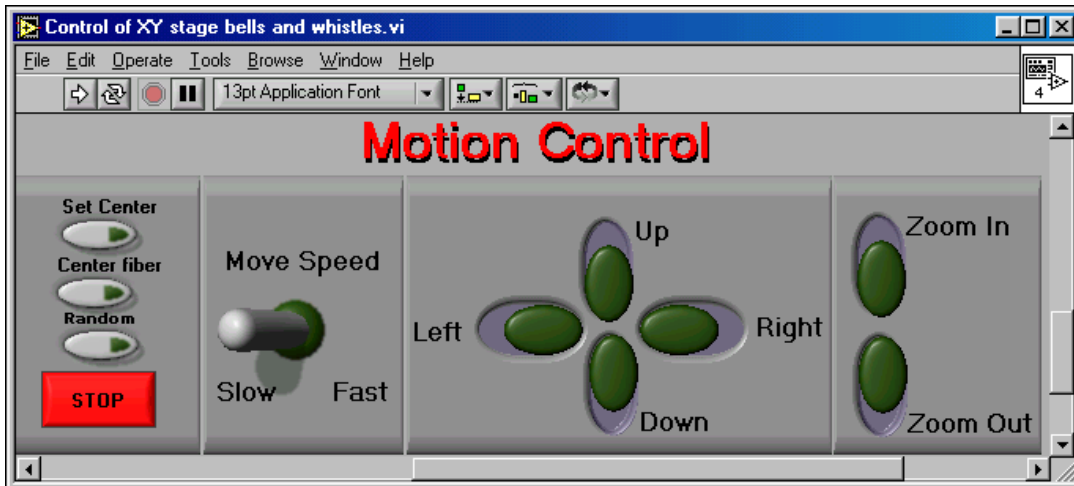 Control of XY stage bells and whistles.vi
File Edit Operate Tools Browse Window Help
13pt Application Font
4
Motion Control
Set Center
Center fiber
Random
STOP
Move Speed
Slow Fast
Up
Left
Right
Down
Zoom In
Zoom Out